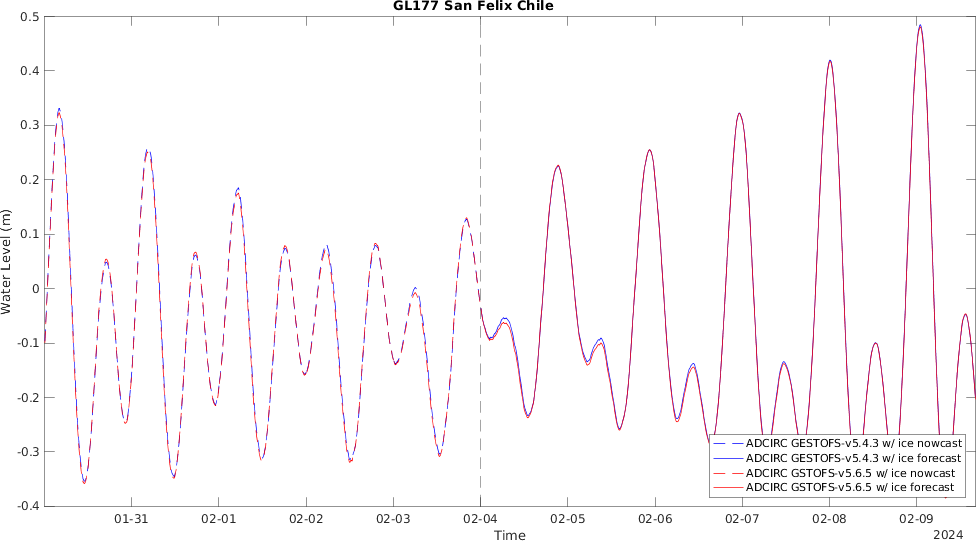 GL177 San Felix Chile
0.5
0.4
0.3
0.2
0.1
0
-0.1
-0.2
-0.3
-0.4
Water Level (m)
ADCIRC GESTOFS-v5.4.3 w/ ice nowcast
ADCIRC GESTOFS-v5.4.3 w/ ice forecast
ADCIRC GSTOFS-v5.6.5 w/ ice nowcast
ADCIRC GSTOFS-v5.6.5 w/ ice forecast
01-31 02-01 02-02 02-03 02-04 02-05 02-06 02-07 02-08 02-09
Time
2024